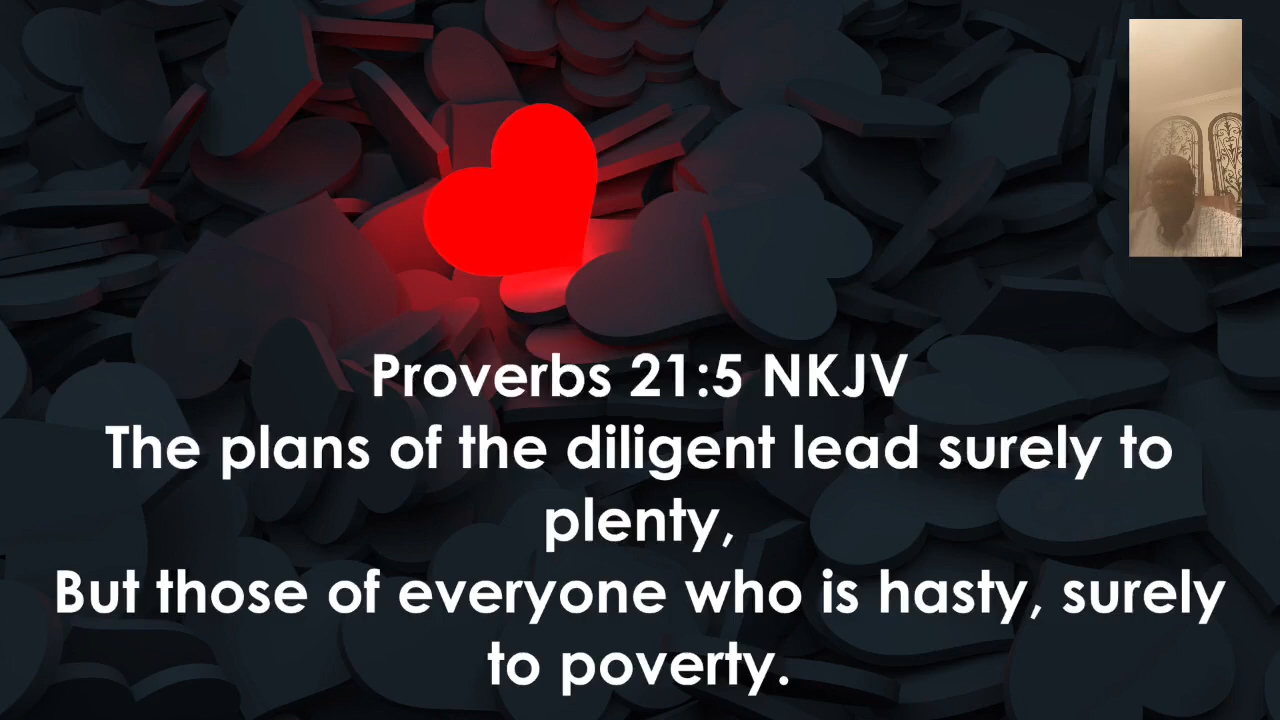 Proverbs 21:5 NKJV
The plans of the diligent lead surely to
plenty,
But those of everyone who is hasty, surely
to poverty.